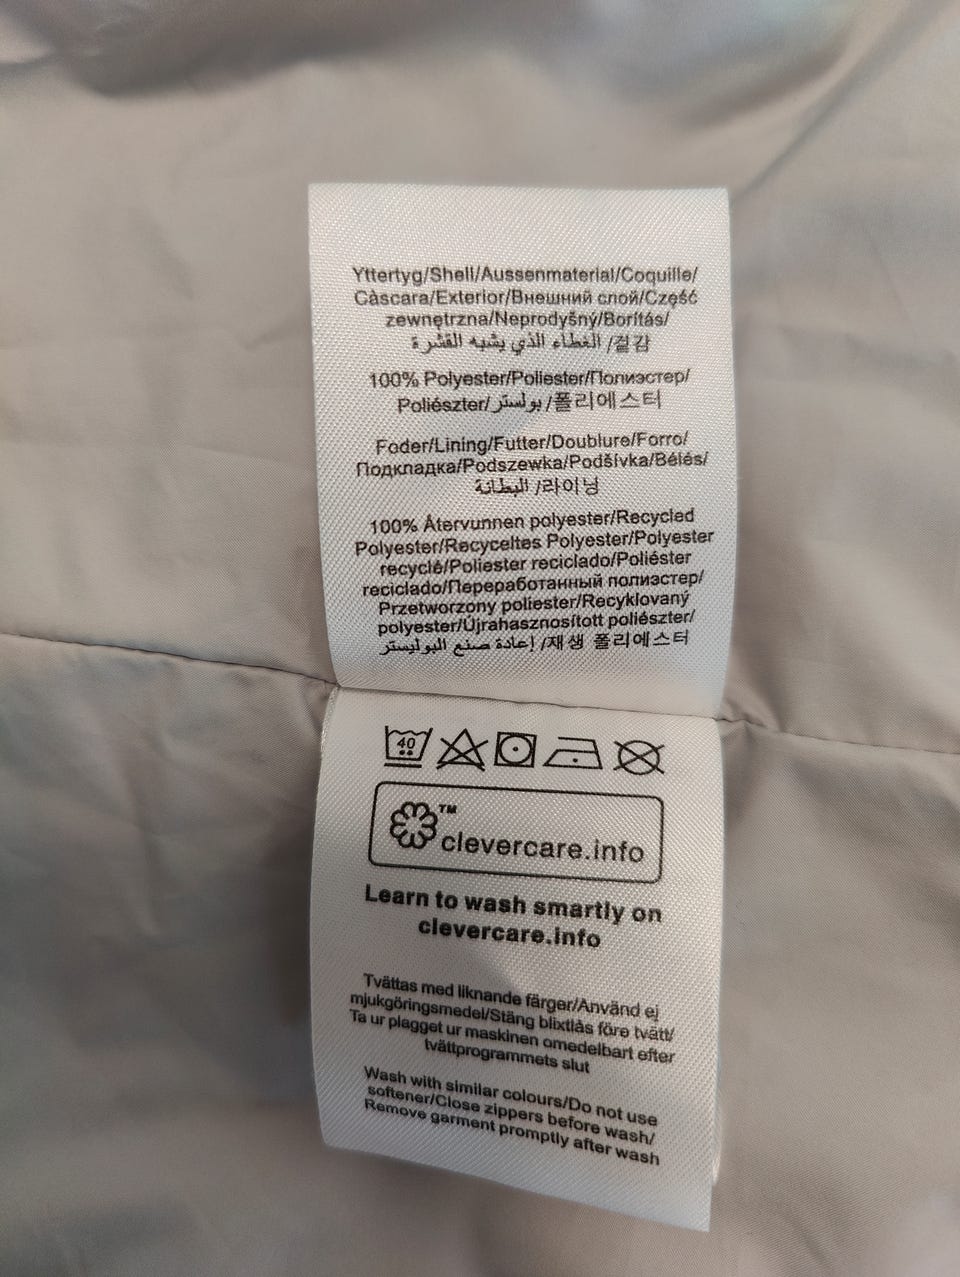 Yttertyg/Shell/Aussenmaterial/Coquille/
Càscara/Exterior/Внешний слой/Część
zewnętrzna/Neprodyšný/Borítás/
الغطاء الذي يشبه القشرة /겉감
100% Polyester/Poliester/Полиэстер/
Poliészter/بولستر/폴리에스터
Foder/Lining/Futter/Doublure/Forro/
Подкладка/Podszewka/Podšívka/Bélés/
البطانة /라이닝
100% Återvunnen polyester/Recycled
Polyester/Recyceltes Polyester/Polyester
recyclé/Poliester reciclado/Poliéster
reciclado/Переработанный полиэстер/
Przetworzony poliester/Recyklovaný
polyester/Újrahasznosított poliészter/
إعادة صنع البوليستر /재생 폴리에스터
40
™
clevercare.info
Learn to wash smartly on
clevercare.info
Tvättas med liknande färger/Använd ej
mjukgöringsmedel/Stäng blixtlås före tvätt/
Ta ur plagget ur maskinen omedelbart efter
tvättprogrammets slut
Wash with similar colours/Do not use
softener/Close zippers before wash/
Remove garment promptly after wash